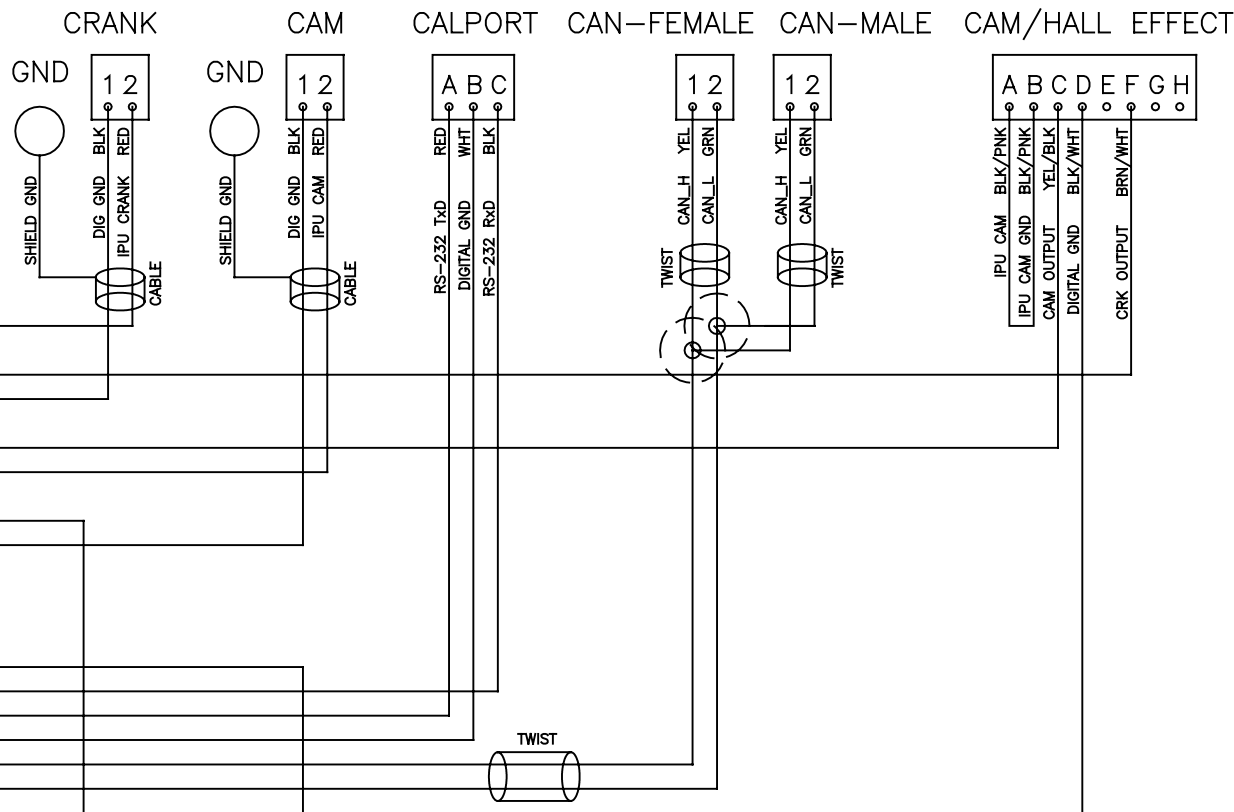 CRANK
CAM
CALPORT
CAN-FEMALE
CAN-MALE
CAM/HALL EFFECT
GND
1 2
GND
1 2
A B C
1 2
1 2
A B C D E F G H
SHIELD GND
DIG GND BLK
IPU CRANK RED
CABLE
SHIELD GND
DIG GND BLK
IPU CAM RED
CABLE
RS-232 TxD RED
DIGITAL GND WHT
RS-232 RxD BLK
CAN_H YEL
CAN_L GRN
TWIST
CAN_H YEL
CAN_L GRN
TWIST
IPU CAM BLK/PNK
IPU CAM GND BLK/PNK
CAM OUTPUT YEL/BLK
DIGITAL GND BLK/WHT
CRK OUTPUT BRN/WHT
TWIST